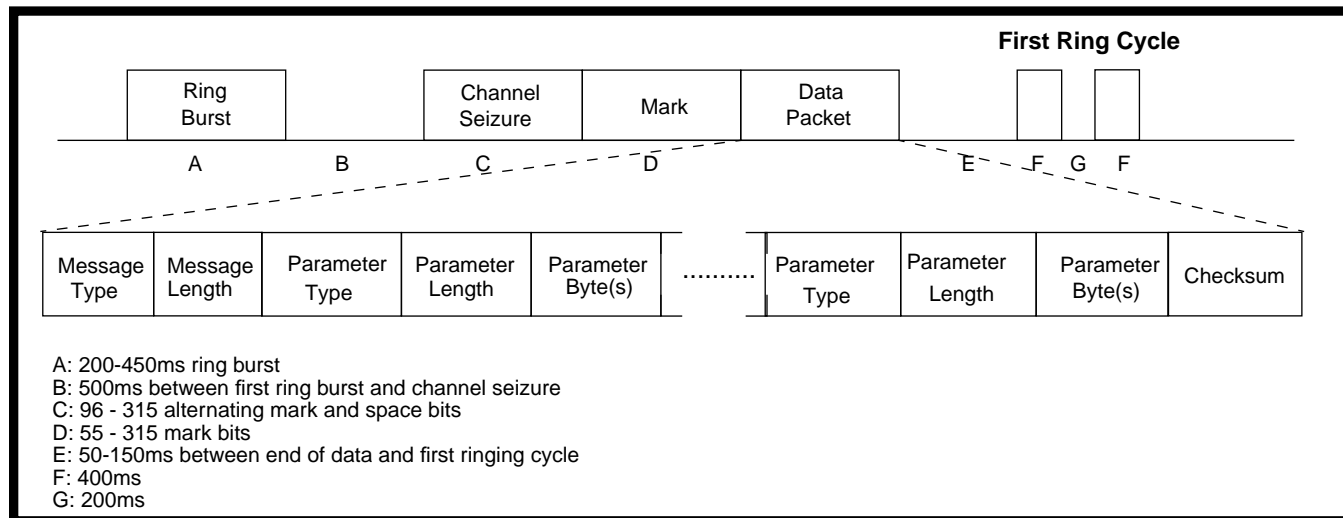 First Ring Cycle
Ring
Burst
Channel
Seizure
Mark
Data
Packet
A B C D E F G F
Message
Type
Message
Length
Parameter
Type
Parameter
Length
Parameter
Byte(s)
..........
Parameter
Type
Parameter
Length
Parameter
Byte(s)
Checksum
A: 200-450ms ring burst
B: 500ms between first ring burst and channel seizure
C: 96 - 315 alternating mark and space bits
D: 55 - 315 mark bits
E: 50-150ms between end of data and first ringing cycle
F: 400ms
G: 200ms